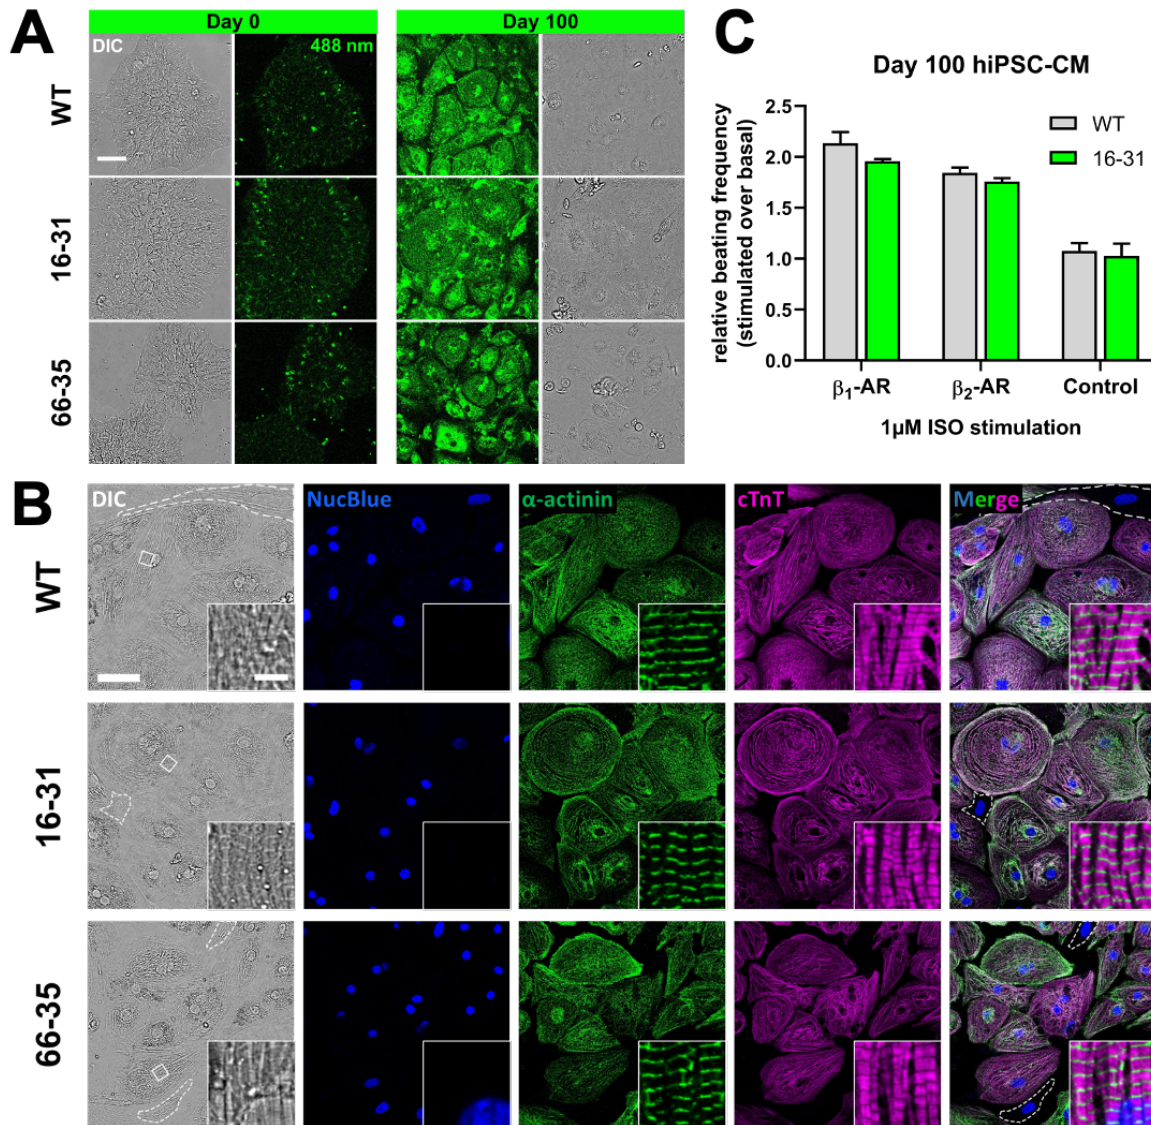 A
Day 0
Day 100
DIC
488 nm
WT
16-31
66-35
C
Day 100 hiPSC-CM
relative beating frequency
(stimulated over basal)
2.5
2.0
1.5
1.0
0.5
0.0
WT
16-31
β₁-AR
β₂-AR
Control
1µM ISO stimulation
B
DIC
NucBlue
α-actinin
cTnT
Merge
WT
16-31
66-35